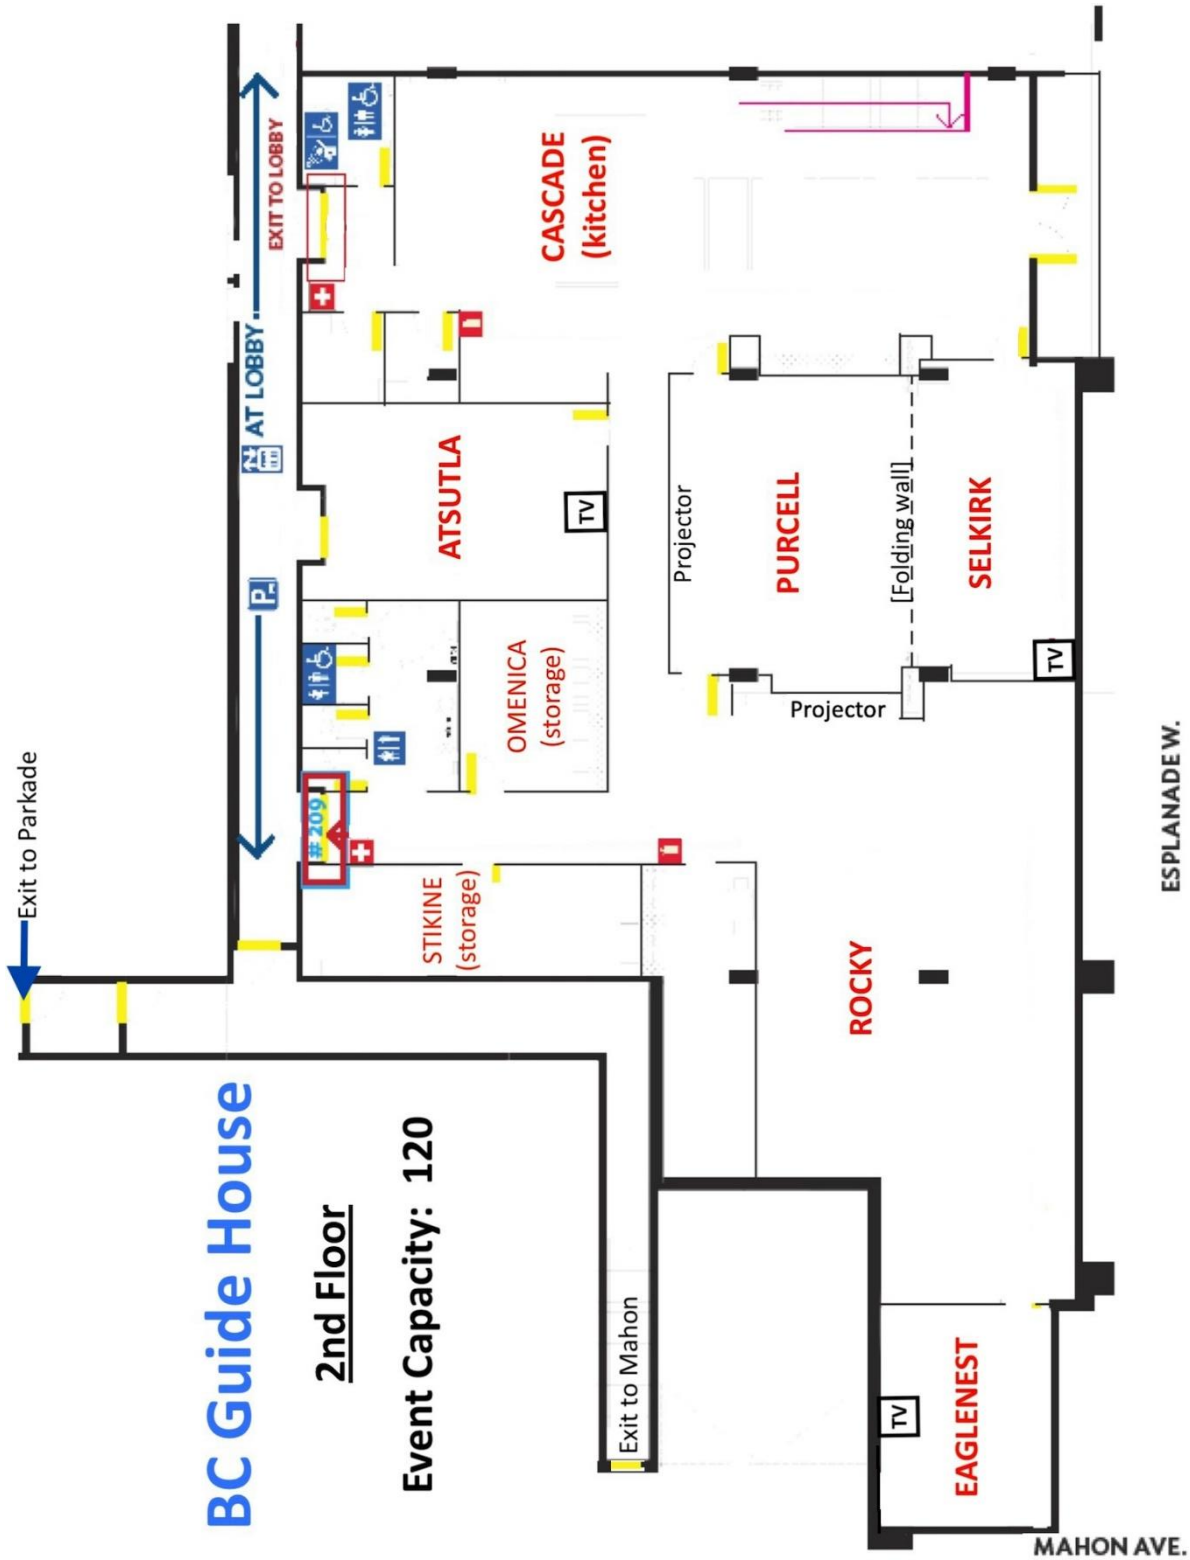 BC Guide House
2nd Floor
Event Capacity: 120
Exit to Parkade
P
AT LOBBY
EXIT TO LOBBY
# 209
STIKINE
(storage)
OMENICA
(storage)
ATSUTLA
TV
CASCADE
(kitchen)
Exit to Mahon
Projector
PURCELL
Projector
[Folding wall]
SELKIRK
TV
ROCKY
EAGLENEST
TV
MAHON AVE.
ESPLANADE W.